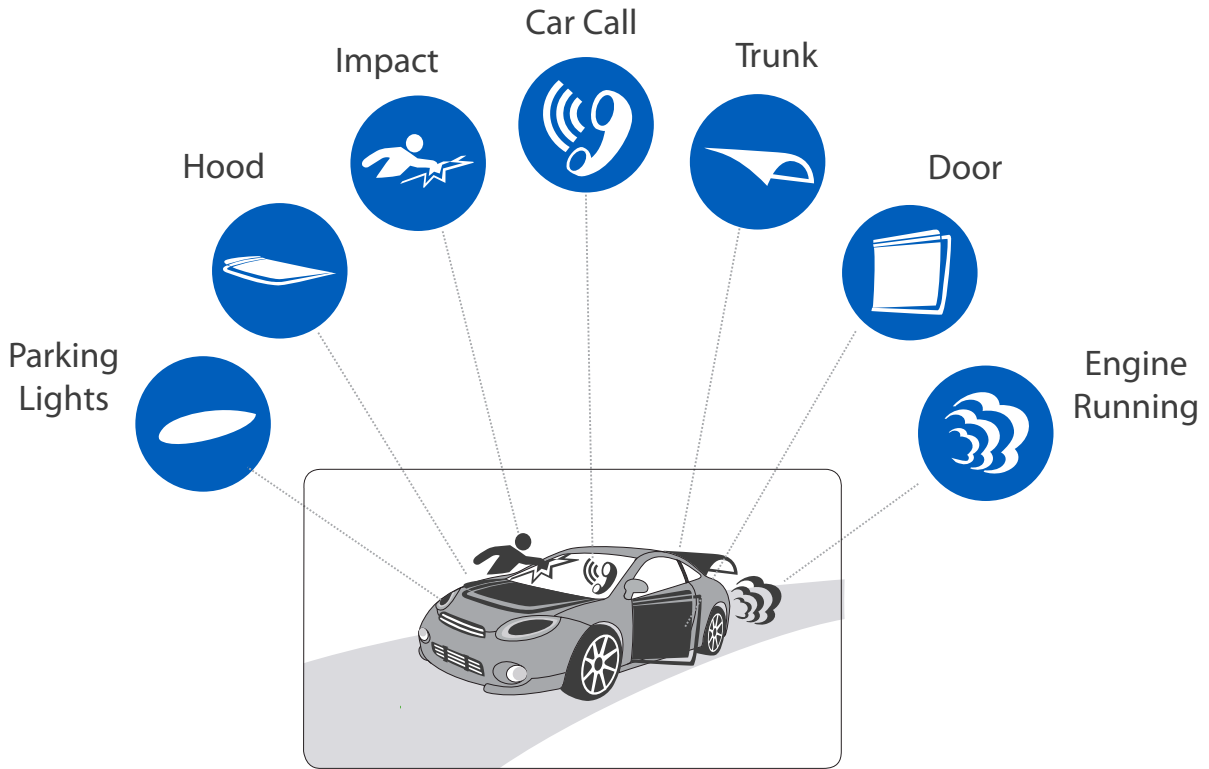 Car Call
Impact
Trunk
Hood
Door
Parking
Lights
Engine
Running